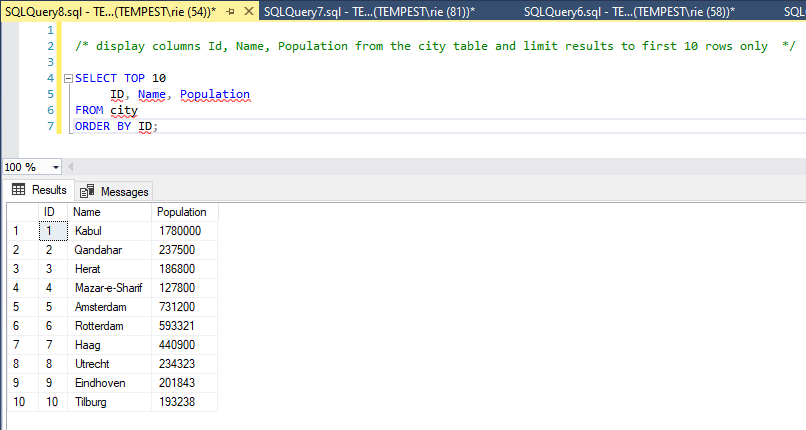 SQLQuery8.sql - TE...(TEMPEST\rie (54))* SQLQuery7.sql - TE...(TEMPEST\rie (81))* SQLQuery6.sql - TE...(TEMPEST\rie (58))* SQLQ
1
2 /* display columns Id, Name, Population from the city table and limit results to first 10 rows only */
3
4 SELECT TOP 10
5 ID, Name, Population
6 FROM city
7 ORDER BY ID;
100 %
Results Messages
ID Name Population
1 1 Kabul 1780000
2 2 Qandahar 237500
3 3 Herat 186800
4 4 Mazar-e-Sharif 127800
5 5 Amsterdam 731200
6 6 Rotterdam 593321
7 7 Haag 440900
8 8 Utrecht 234323
9 9 Eindhoven 201843
10 10 Tilburg 193238